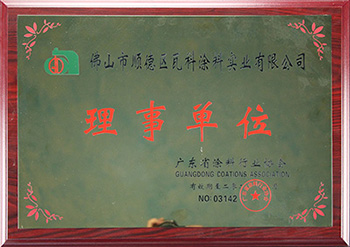 佛山市顺德区瓦科涂料实业有限公司
理事单位
广东省涂料行业协会
GUANGDONG COATIONS ASSOCIATION
NO:03142